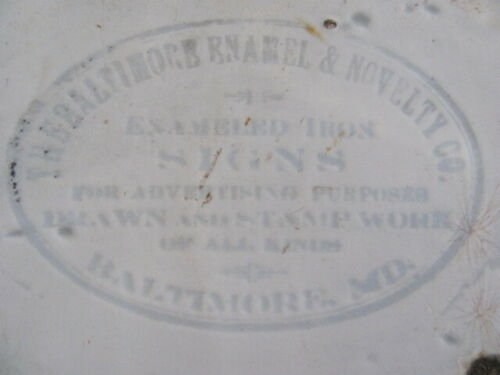 THE BALTIMORE ENAMEL & NOVELTY CO.
ENAMELED IRON
SIGNS
FOR ADVERTISING PURPOSES
DRAWN AND STAMP WORK
OF ALL KINDS
BALTIMORE, MD.